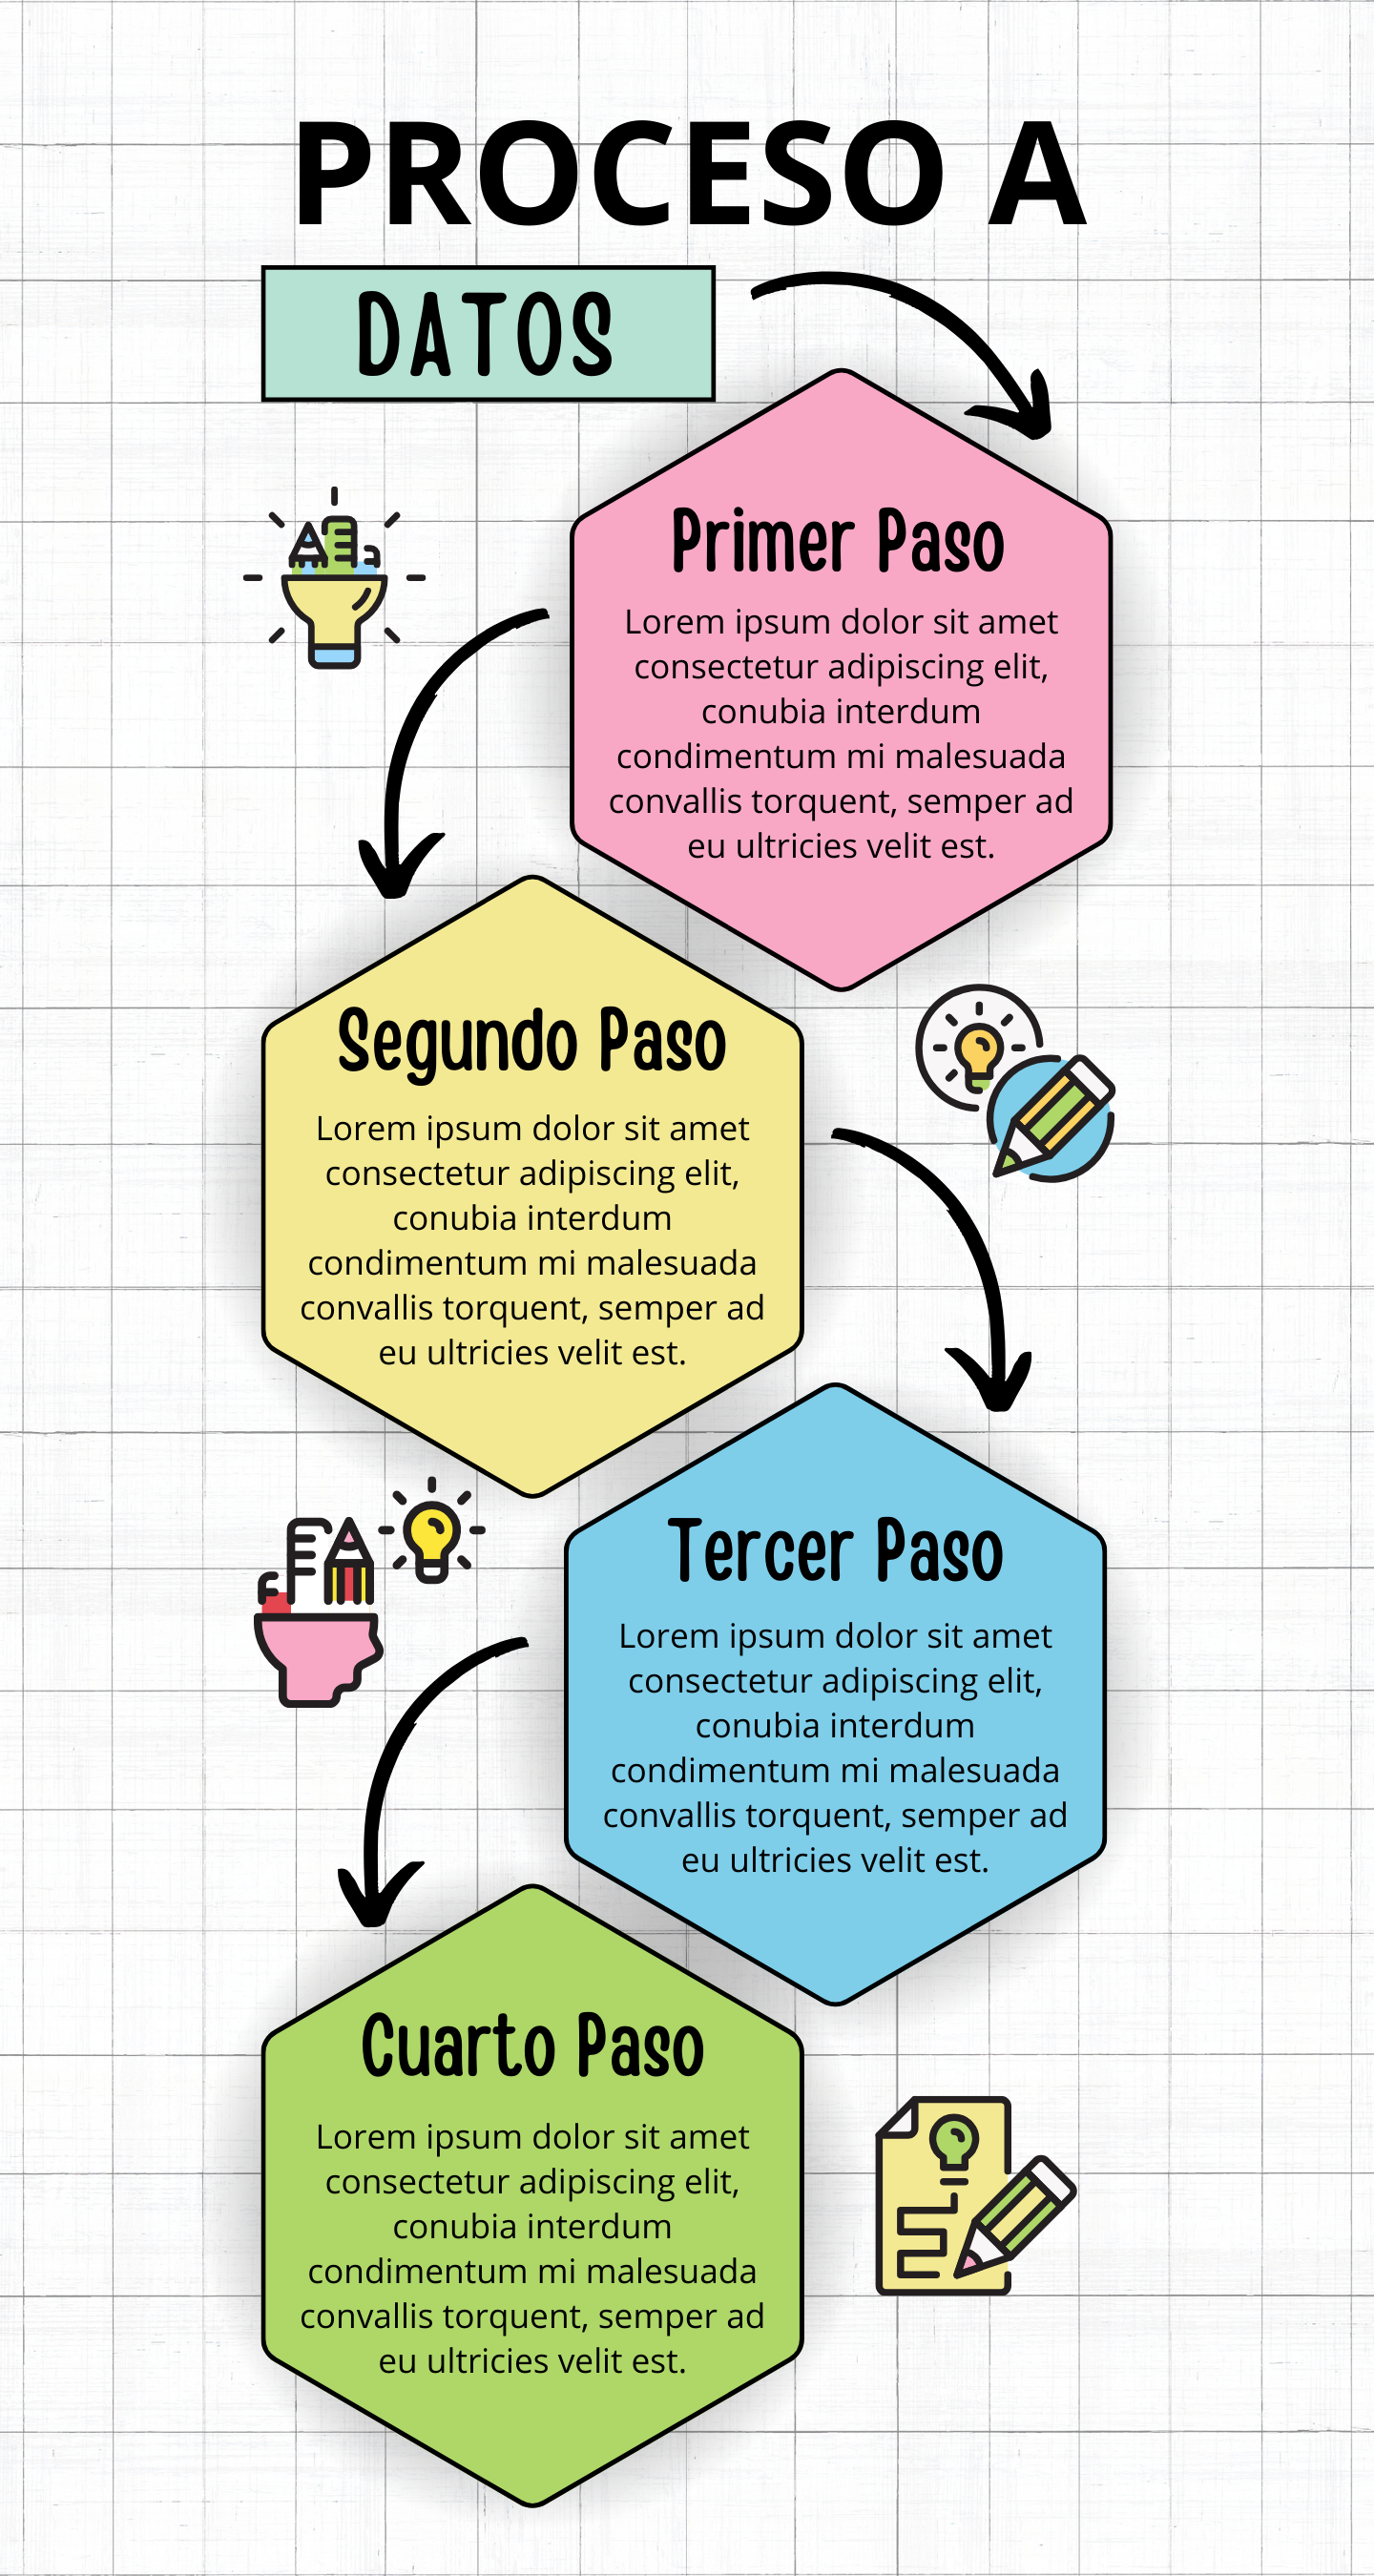 PROCESO A
DATOS
Primer Paso
Lorem ipsum dolor sit amet
consectetur adipiscing elit,
conubia interdum
condimentum mi malesuada
convallis torquent, semper ad
eu ultricies velit est.
Segundo Paso
Lorem ipsum dolor sit amet
consectetur adipiscing elit,
conubia interdum
condimentum mi malesuada
convallis torquent, semper ad
eu ultricies velit est.
Tercer Paso
Lorem ipsum dolor sit amet
consectetur adipiscing elit,
conubia interdum
condimentum mi malesuada
convallis torquent, semper ad
eu ultricies velit est.
Cuarto Paso
Lorem ipsum dolor sit amet
consectetur adipiscing elit,
conubia interdum
condimentum mi malesuada
convallis torquent, semper ad
eu ultricies velit est.